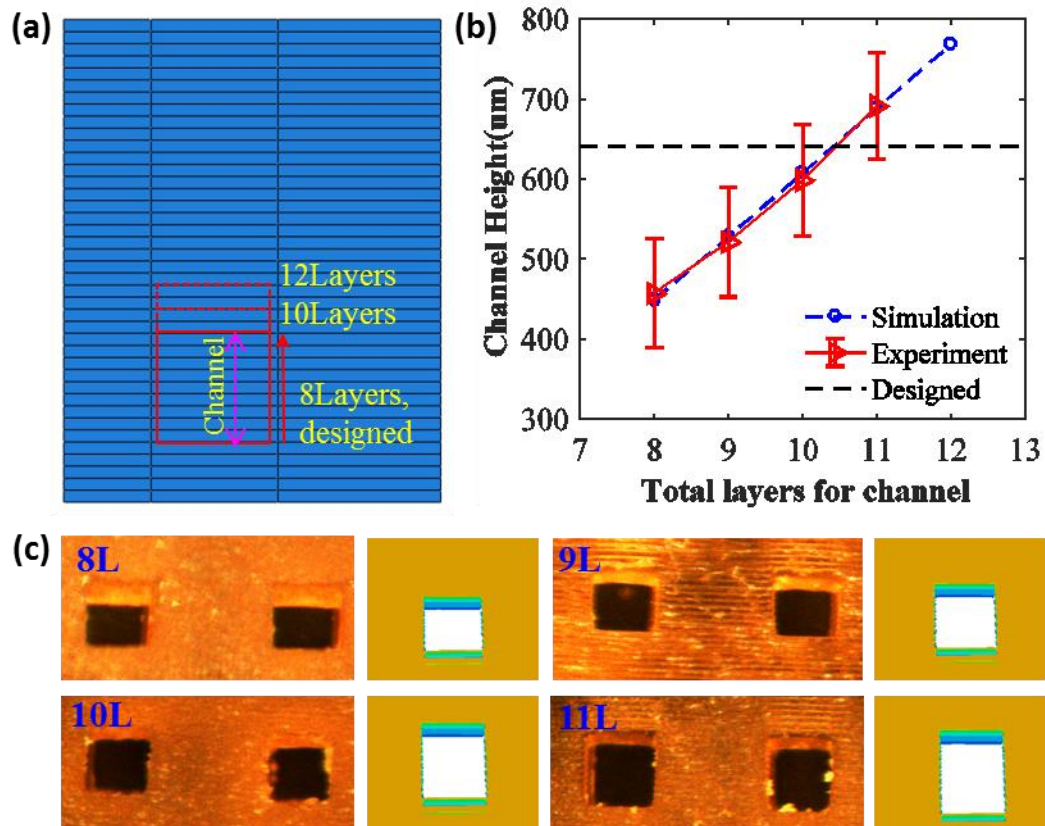 (a)
12Layers
10Layers
Channel
8Layers,
designed
(b)
Channel Height(um)
800
700
600
500
400
300
7 8 9 10 11 12 13
Total layers for channel
Simulation
Experiment
Designed
(c)
8L
9L
10L
11L